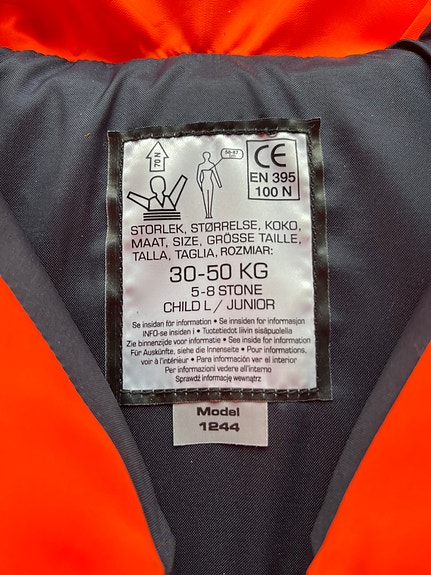 70 N
56-67
CE
EN 395
100 N
STORLEK, STØRRELSE, KOKO,
MAAT, SIZE, GRÖSSE TAILLE,
TALLA, TAGLIA, ROZMIAR:
30-50 KG
5-8 STONE
CHILD L / JUNIOR
Se insidan för information • Se innsiden for informasjon
INFO-se inden i • Tuotetiedot liivin sisäpuolella
Zie binnenzijde voor informatie • See inside for information
Für Auskünfte, siehe die Innenseite • Pour informations,
voir à l'intérieur • Para información ver el interior
Per informazioni vedere all'interno
Sprawdź informację wewnątrz
Model
1244